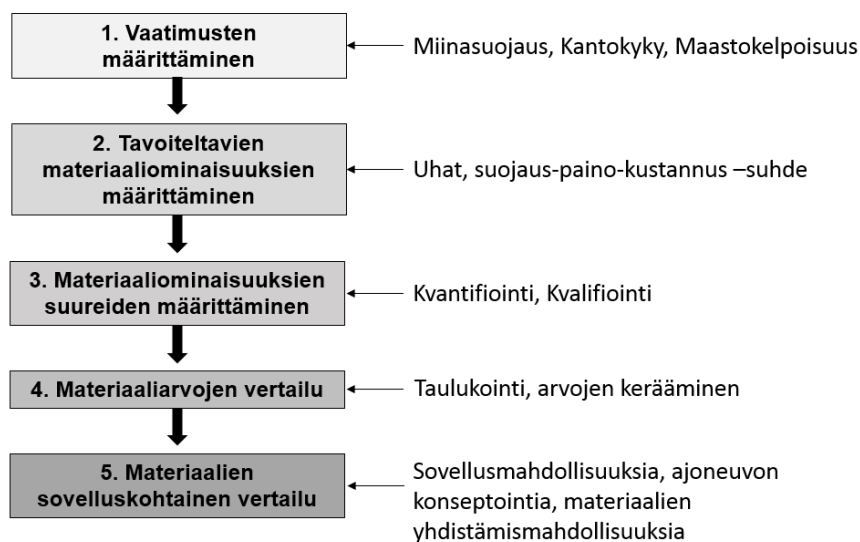 1. Vaatimusten
määrittäminen
Miinasuojaus, Kantokyky, Maastokelpoisuus
2. Tavoiteltavien
materiaaliominaisuuksien
määrittäminen
Uhat, suojaus-paino-kustannus –suhde
3. Materiaaliominaisuuksien
suureiden määrittäminen
Kvantifiointi, Kvalifiointi
4. Materiaaliarvojen vertailu
Taulukointi, arvojen kerääminen
5. Materiaalien
sovelluskohtainen vertailu
Sovellusmahdollisuuksia, ajoneuvon
konseptointia, materiaalien
yhdistämismahdollisuuksia